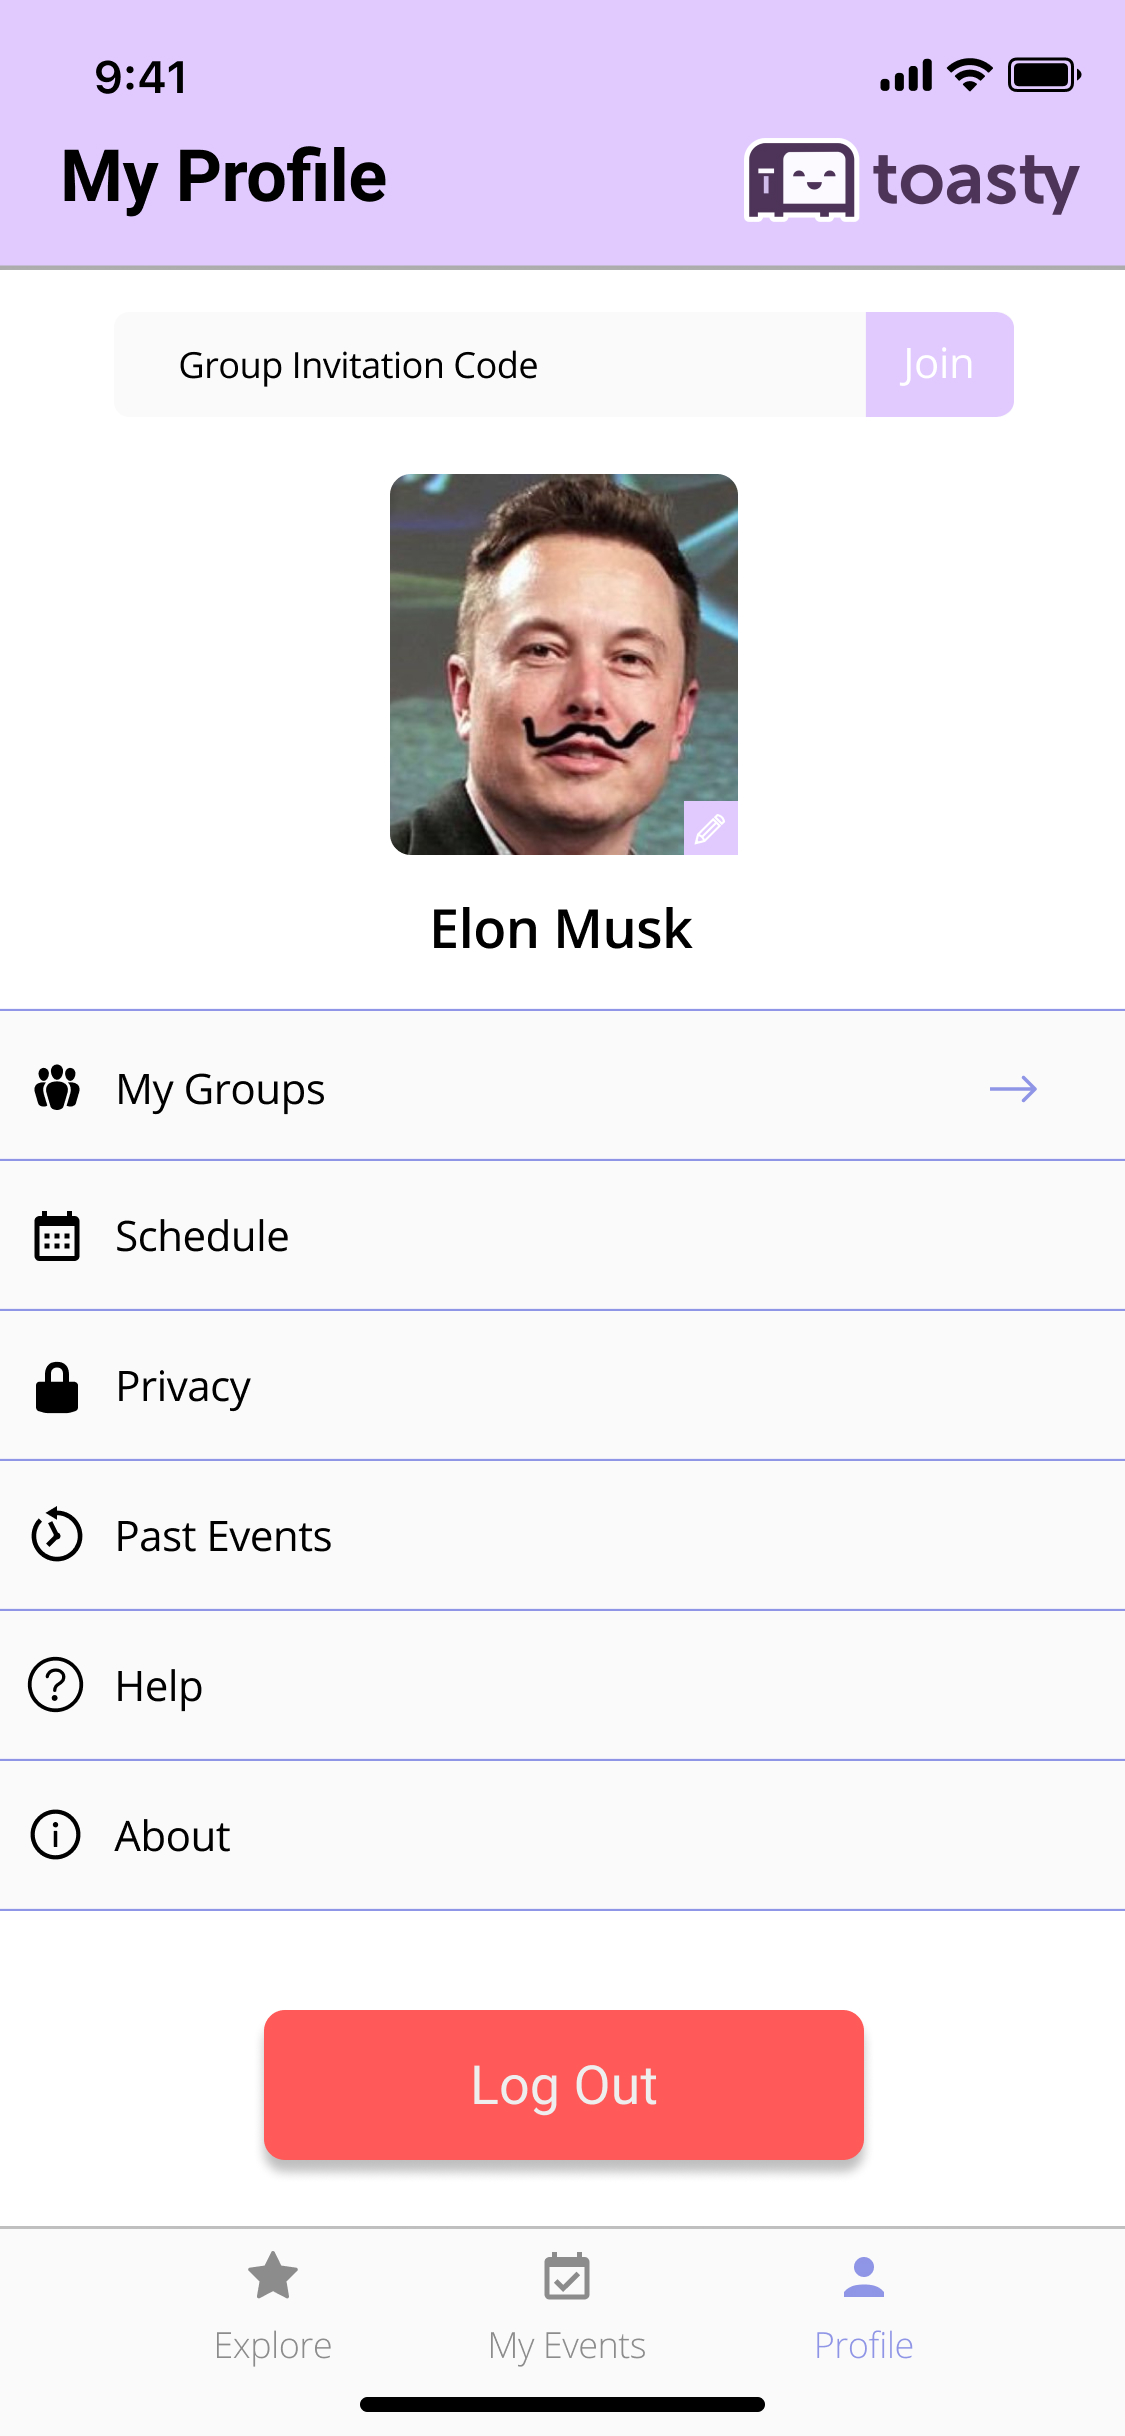 9:41
My Profile
toasty
Group Invitation Code
Join
Elon Musk
My Groups
Schedule
Privacy
Past Events
Help
About
Log Out
Explore
My Events
Profile